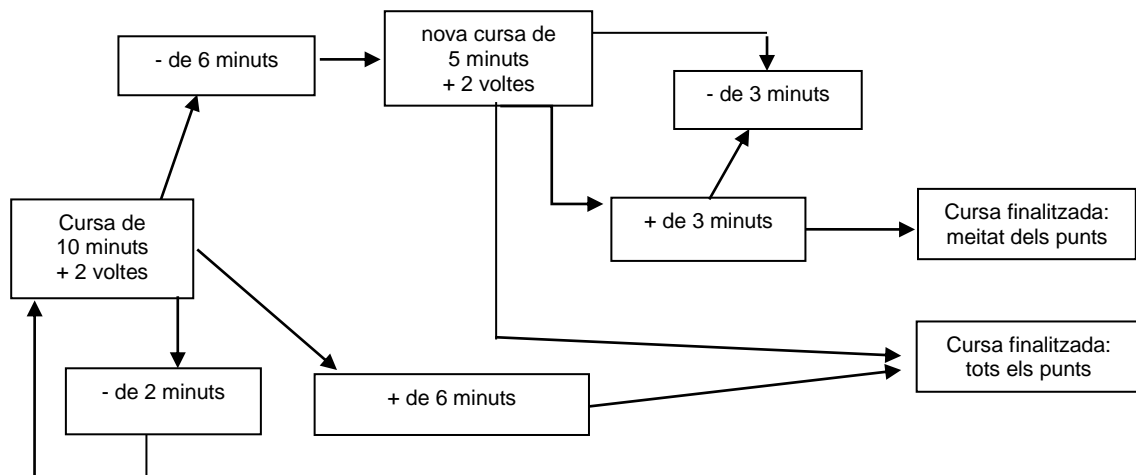 - de 6 minuts
nova cursa de
5 minuts
+ 2 voltes
- de 3 minuts
Cursa de
10 minuts
+ 2 voltes
+ de 3 minuts
Cursa finalitzada:
meitat dels punts
- de 2 minuts
+ de 6 minuts
Cursa finalitzada:
tots els punts